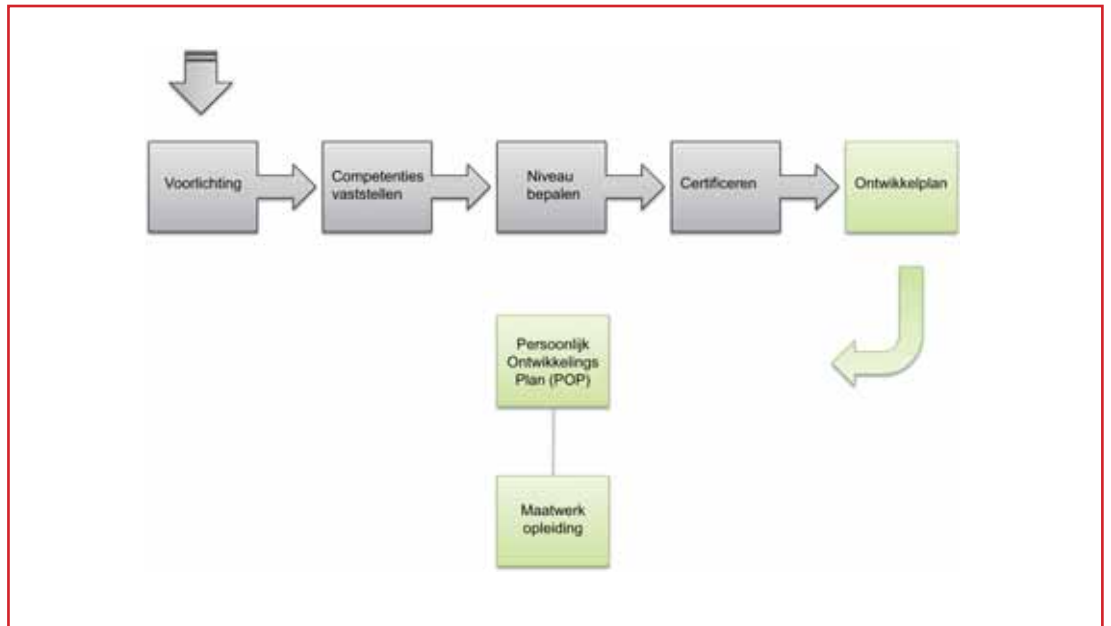 Voorlichting
Competenties
vaststellen
Niveau
bepalen
Certificeren
Ontwikkelplan
Persoonlijk
Ontwikkelings
Plan (POP)
Maatwerk
opleiding